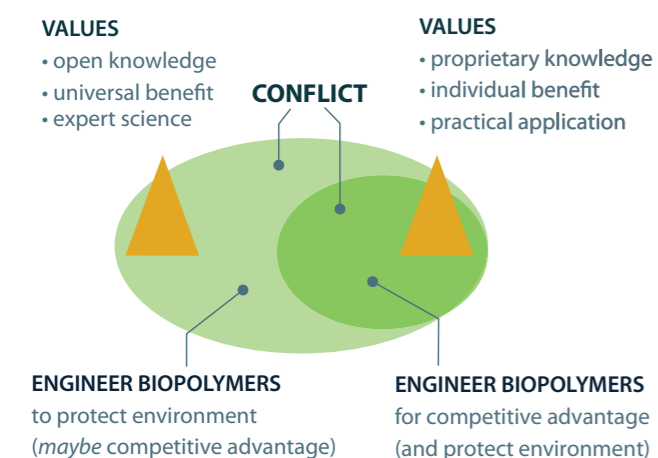 VALUES
• open knowledge
• universal benefit
• expert science
VALUES
• proprietary knowledge
• individual benefit
• practical application
CONFLICT
ENGINEER BIOPOLYMERS
to protect environment
(maybe competitive advantage)
ENGINEER BIOPOLYMERS
for competitive advantage
(and protect environment)